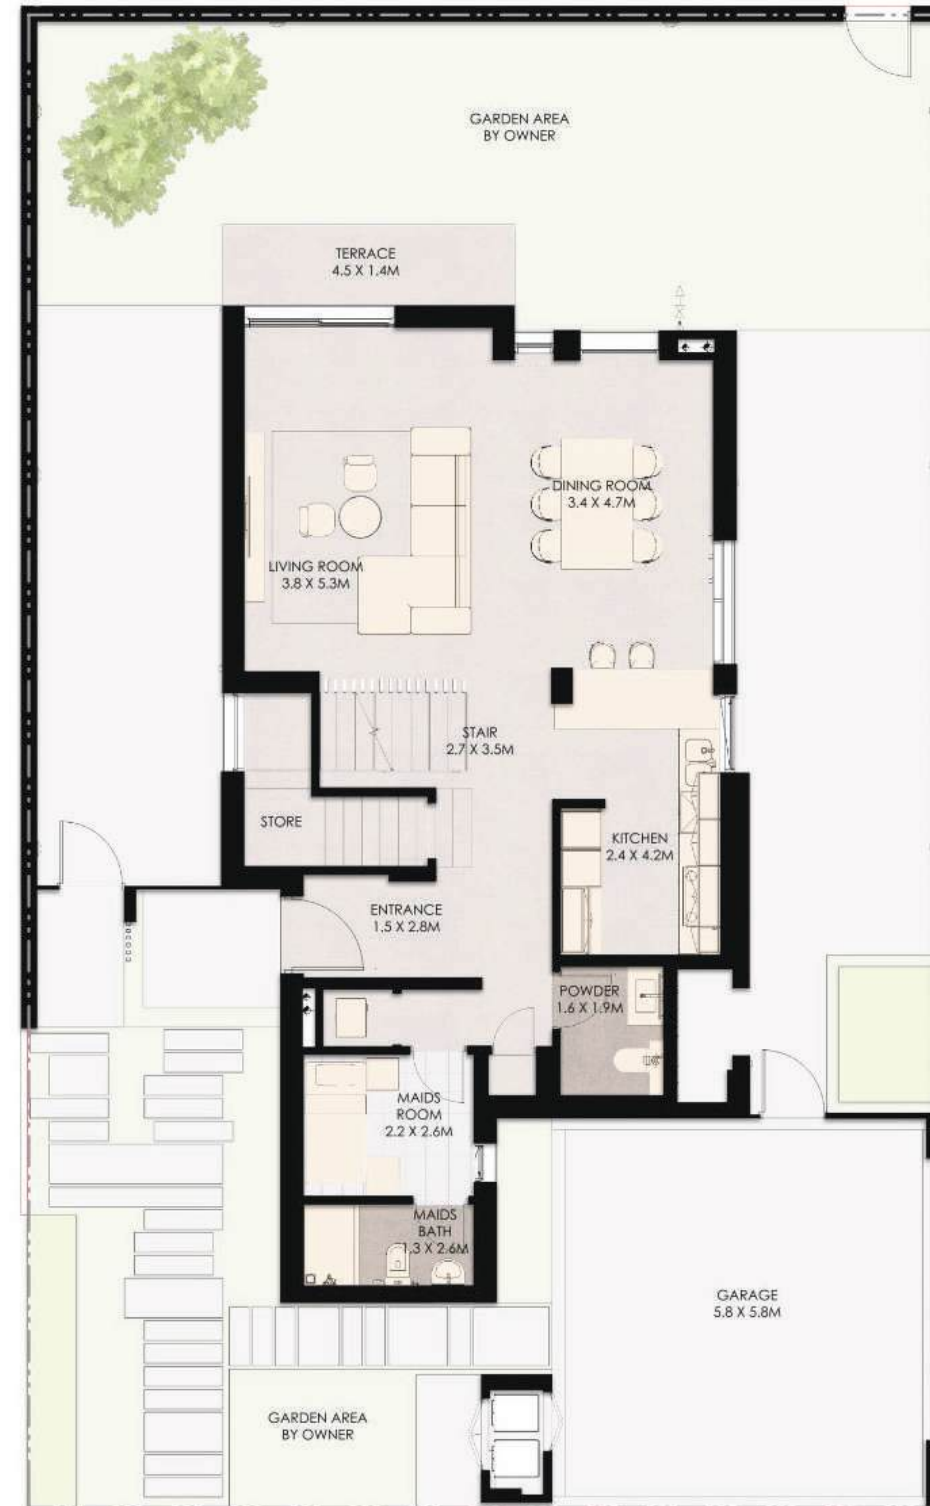 GARDEN AREA
BY OWNER
TERRACE
4.5 X 1.4M
DINING ROOM
3.4 X 4.7M
LIVING ROOM
3.8 X 5.3M
STAIR
2.7 X 3.5M
STORE
KITCHEN
2.4 X 4.2M
ENTRANCE
1.5 X 2.8M
POWDER
1.6 X 1.9M
MAIDS
ROOM
2.2 X 2.6M
MAIDS
BATH
1.3 X 2.6M
GARAGE
5.8 X 5.8M
GARDEN AREA
BY OWNER